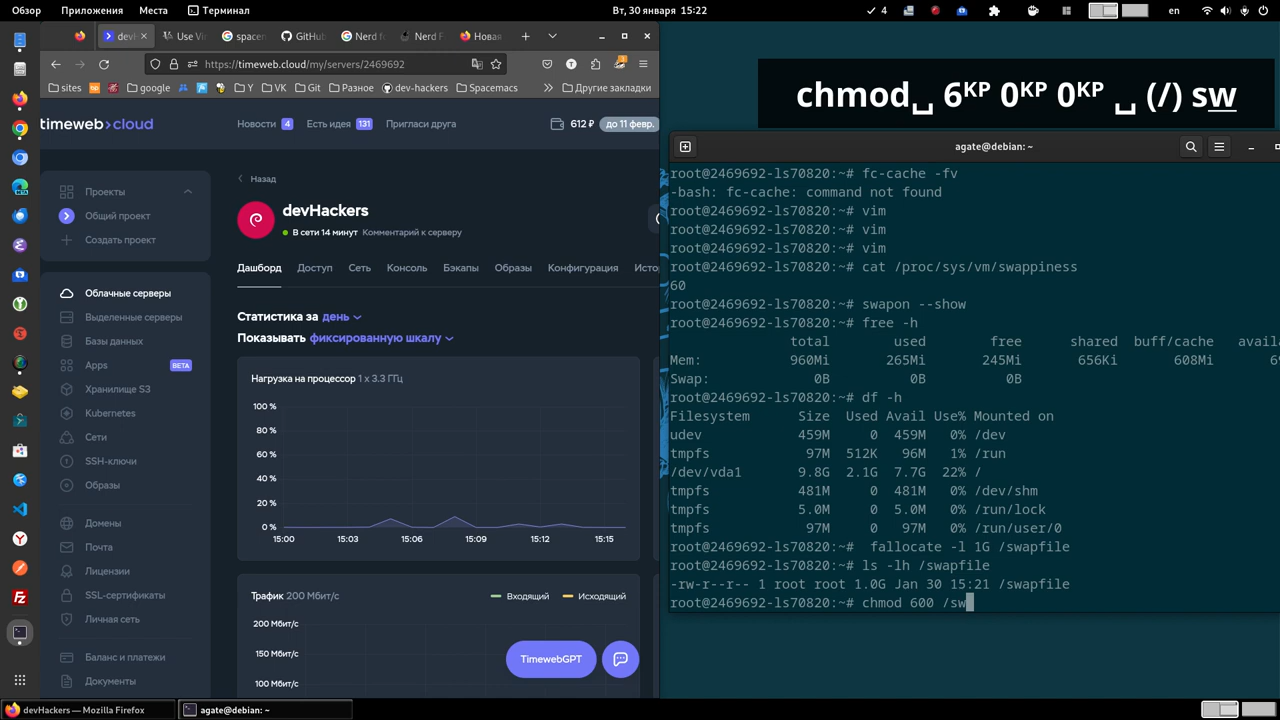 Обзор Приложения Места Терминал Вт, 30 января 15:22 4 en
dev Use Vi spacem GitHub Nerd fo Nerd F Новая
https://timeweb.cloud/my/servers/2469692
sites google Y VK Git Разное dev-hackers Spacemacs Другие закладки
timeweb>cloud Новости 4 Есть идея 131 Пригласи друга 612 ₽ до 11 февр.
Проекты
Общий проект
Создать проект
Облачные серверы
Выделенные серверы
Базы данных
Apps BETA
Хранилище S3
Kubernetes
Сети
SSH-ключи
Образы
Домены
Почта
Лицензии
SSL-сертификаты
Личная сеть
Баланс и платежи
Документы
Назад
devHackers
В сети 14 минут Комментарий к серверу
Дашборд Доступ Сеть Консоль Бэкапы Образы Конфигурация Исто
Статистика за день
Показывать фиксированную шкалу
Нагрузка на процессор 1 x 3.3 ГГц
100 %
80 %
60 %
40 %
20 %
0 %
15:00 15:03 15:06 15:09 15:12 15:15
Трафик 200 Мбит/с Входящий Исходящий
200 Мбит/с
150 Мбит/с
100 Мбит/с
TimewebGPT
chmod␣ 6ᴷᴾ 0ᴷᴾ 0ᴷᴾ ␣ (/) sw
agate@debian: ~
root@2469692-ls70820:~# fc-cache -fv
-bash: fc-cache: command not found
root@2469692-ls70820:~# vim
root@2469692-ls70820:~# vim
root@2469692-ls70820:~# vim
root@2469692-ls70820:~# cat /proc/sys/vm/swappiness
60
root@2469692-ls70820:~# swapon --show
root@2469692-ls70820:~# free -h
total used free shared buff/cache avail
Mem: 960Mi 265Mi 245Mi 656Ki 608Mi 69
Swap: 0B 0B 0B
root@2469692-ls70820:~# df -h
Filesystem Size Used Avail Use% Mounted on
udev 459M 0 459M 0% /dev
tmpfs 97M 512K 96M 1% /run
/dev/vda1 9.8G 2.1G 7.7G 22% /
tmpfs 481M 0 481M 0% /dev/shm
tmpfs 5.0M 0 5.0M 0% /run/lock
tmpfs 97M 0 97M 0% /run/user/0
root@2469692-ls70820:~#  fallocate -l 1G /swapfile
root@2469692-ls70820:~# ls -lh /swapfile
-rw-r--r-- 1 root root 1.0G Jan 30 15:21 /swapfile
root@2469692-ls70820:~# chmod 600 /sw
devHackers — Mozilla Firefox agate@debian: ~